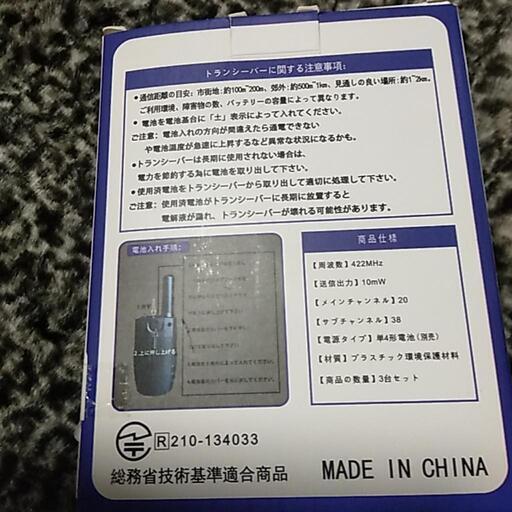 トランシーバーに関する注意事項:
●通信距離の目安: 市街地: 約100m~200m、郊外: 約500m~1km、見通しの良い場所: 約1~2km。
ご利用環境、障害物の数、バッテリーの容量によって異なります。
●電池を電池基台に「±」表示によって入れてください。
ご注意: 電池入れの方向が間違えたら通電できない
や電池温度が急速に上昇するなど異常な状況になるかも。
●トランシーバーは長期に使用されない場合は、
電力を節約する為に電池を取り出して下さい。
●使用済電池をトランシーバーから取り出して適切に処理して下さい。
ご注意: 使用済電池がトランシーバーに長期に放置すると
電解液が漏れ、トランシーバーが壊れる可能性があります。
電池入れ手順:
2.上に押し上げる
商品仕様
【周波数】422MHz
【送信出力】10mW
【メインチャンネル】20
【サブチャンネル】38
【電源タイプ】単4形電池(別売)
【材質】プラスチック環境保護材料
【商品の数量】3台セット
R 210-134033
総務省技術基準適合商品
MADE IN CHINA